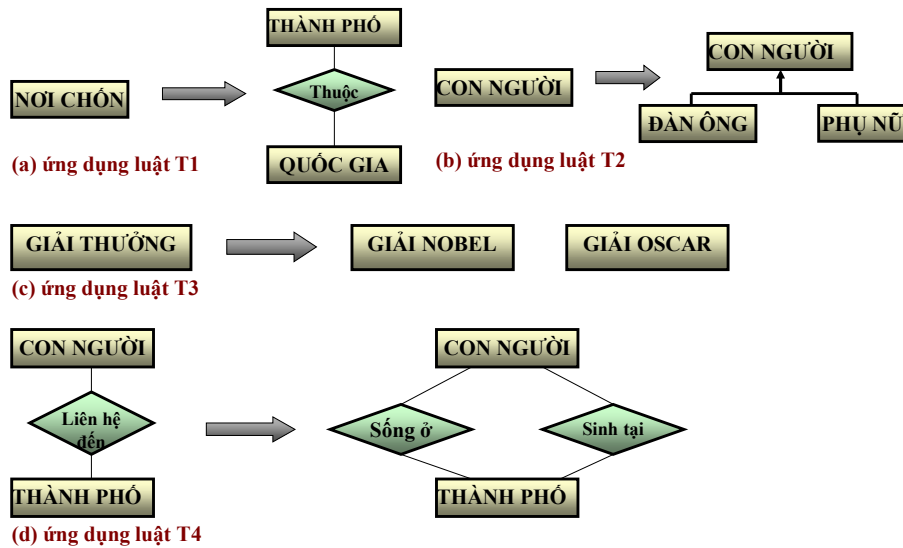 THÀNH PHỐ
NƠI CHỐN
Thuộc
QUỐC GIA
(a) ứng dụng luật T1
CON NGƯỜI
CON NGƯỜI
ĐÀN ÔNG
PHỤ NỮ
(b) ứng dụng luật T2
GIẢI THƯỞNG
GIẢI NOBEL
GIẢI OSCAR
(c) ứng dụng luật T3
CON NGƯỜI
Liên hệ
đến
THÀNH PHỐ
CON NGƯỜI
Sống ở
Sinh tại
THÀNH PHỐ
(d) ứng dụng luật T4